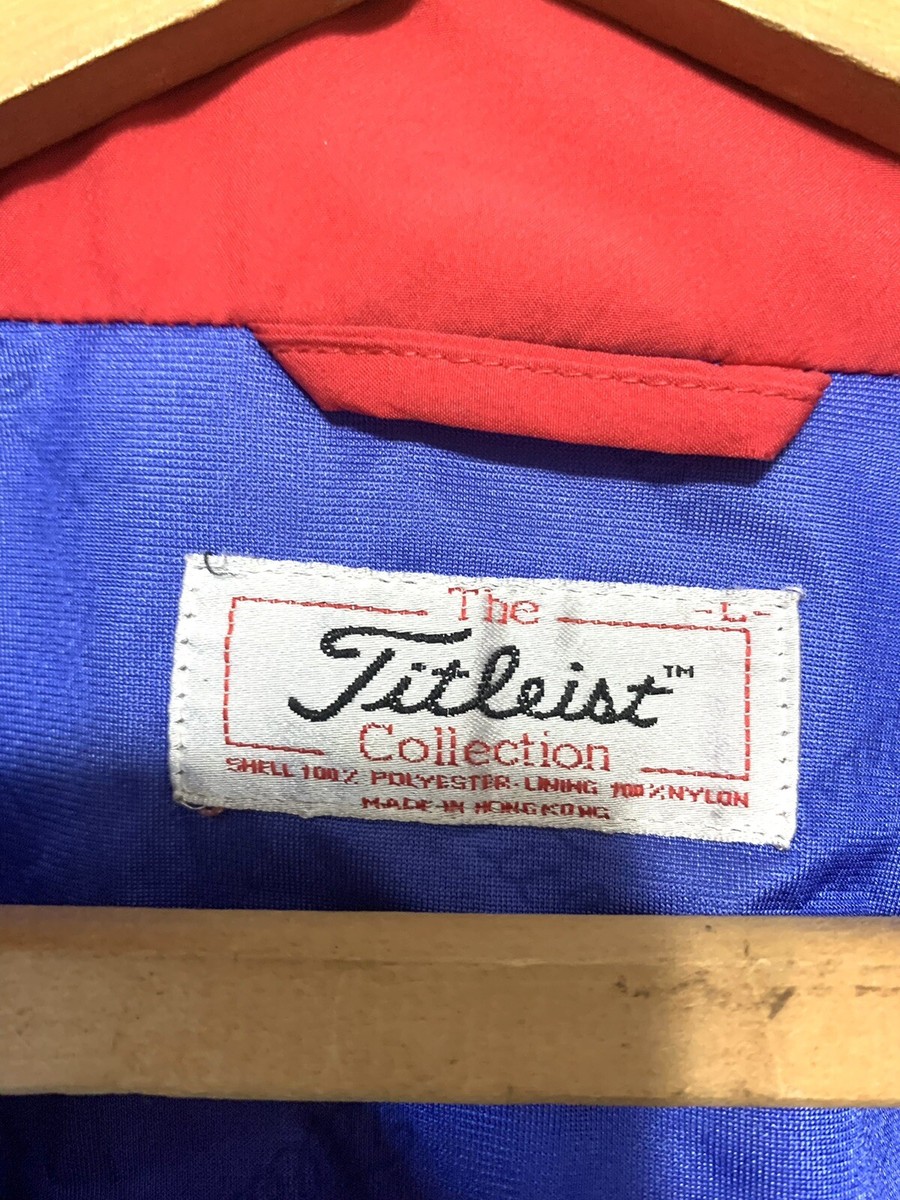 The
-L-
Titleist™
Collection
SHELL 100% POLYESTER·LINING 100%NYLON
MADE IN HONG KONG